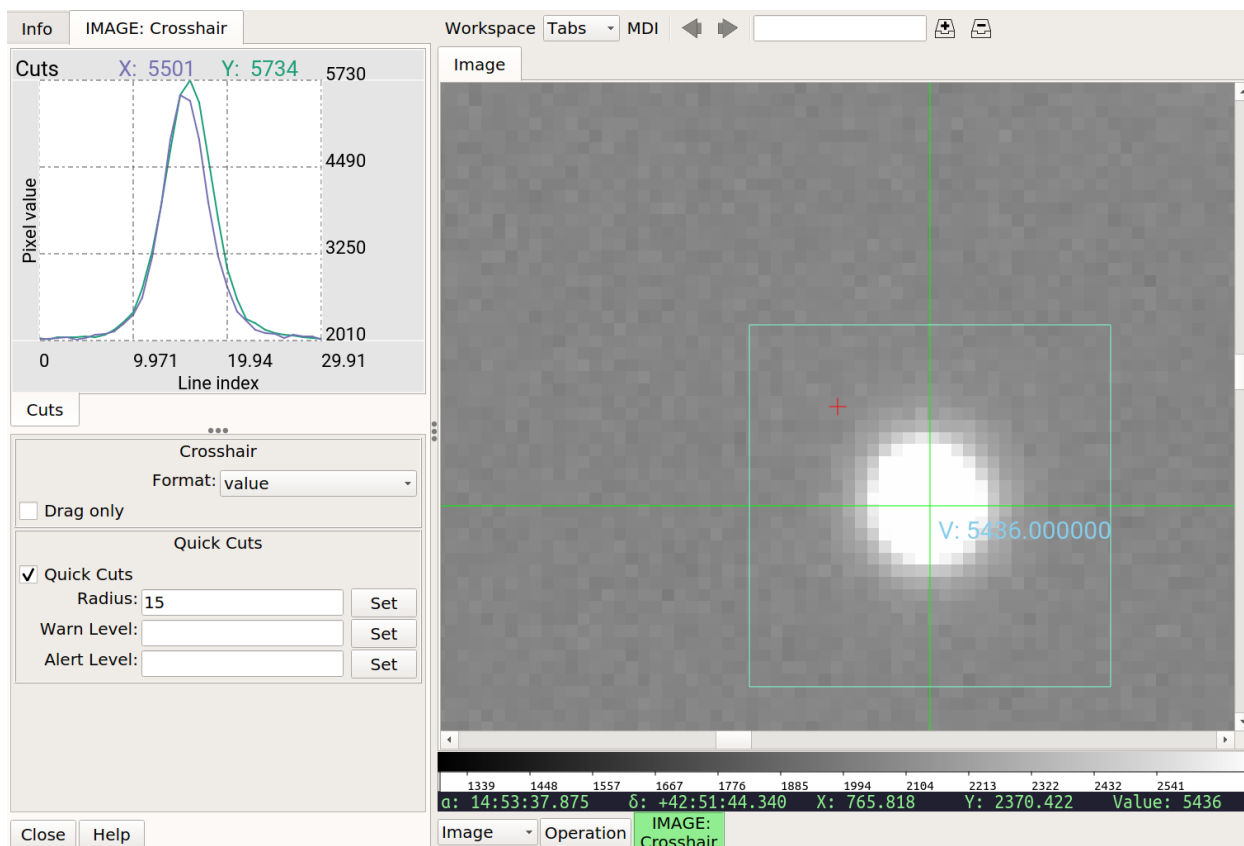 Info
IMAGE: Crosshair
Workspace Tabs MDI
Image
Cuts X: 5501 Y: 5734
5730
4490
3250
2010
Pixel value
0 9.971 19.94 29.91
Line index
Cuts
Crosshair
Format: value
Drag only
Quick Cuts
Quick Cuts
Radius: 15 Set
Warn Level: Set
Alert Level: Set
V: 5436.000000
1339 1448 1557 1667 1776 1885 1994 2104 2213 2322 2432 2541
α: 14:53:37.875 δ: +42:51:44.340 X: 765.818 Y: 2370.422 Value: 5436
Close Help
Image Operation IMAGE:
Crosshair